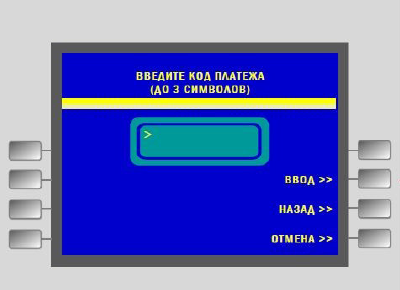 ВВЕДИТЕ КОД ПЛАТЕЖА
(ДО 3 СИМВОЛОВ)
>
ВВОД >>
НАЗАД >>
ОТМЕНА >>